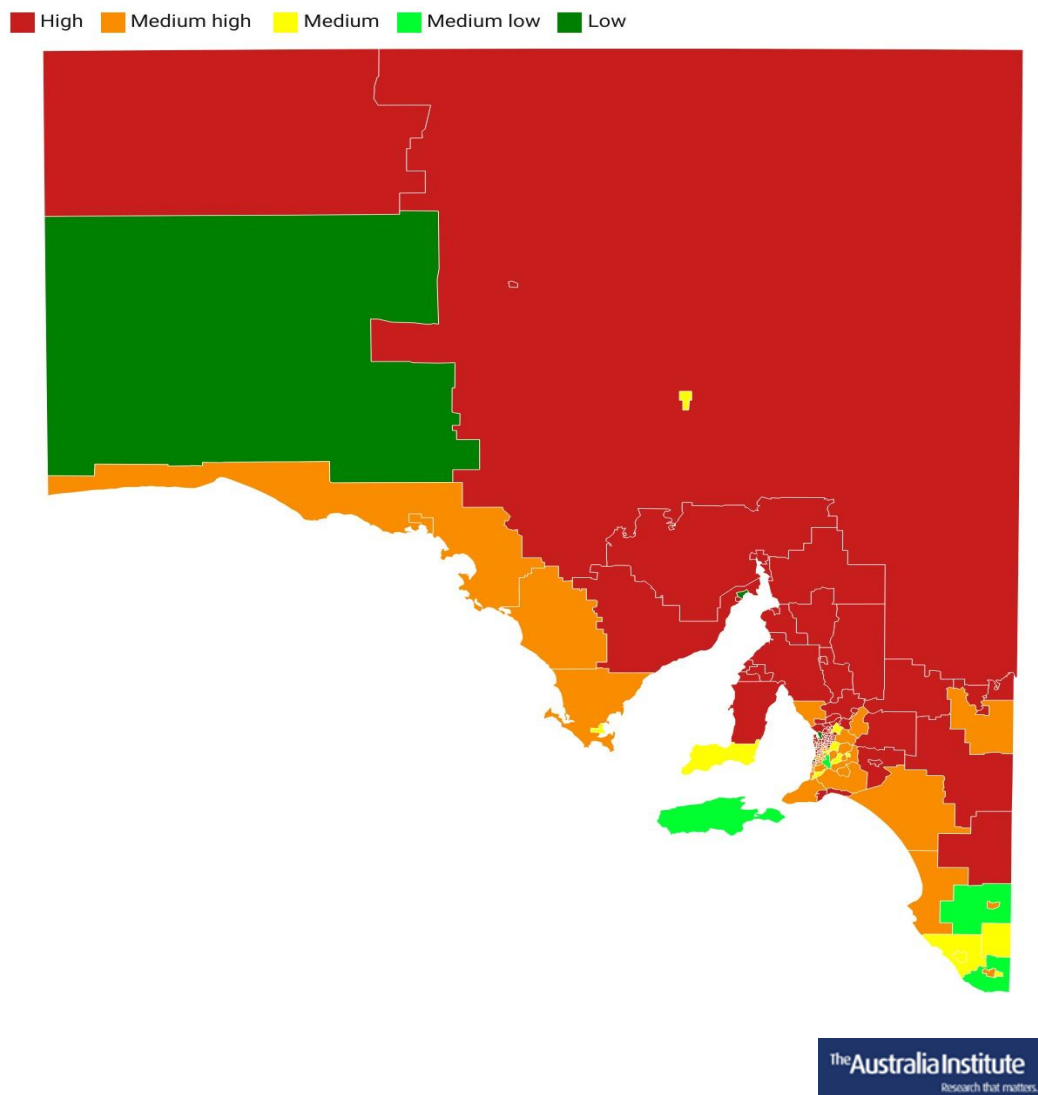 High Medium high Medium Medium low Low
The Australia Institute
Research that matters.